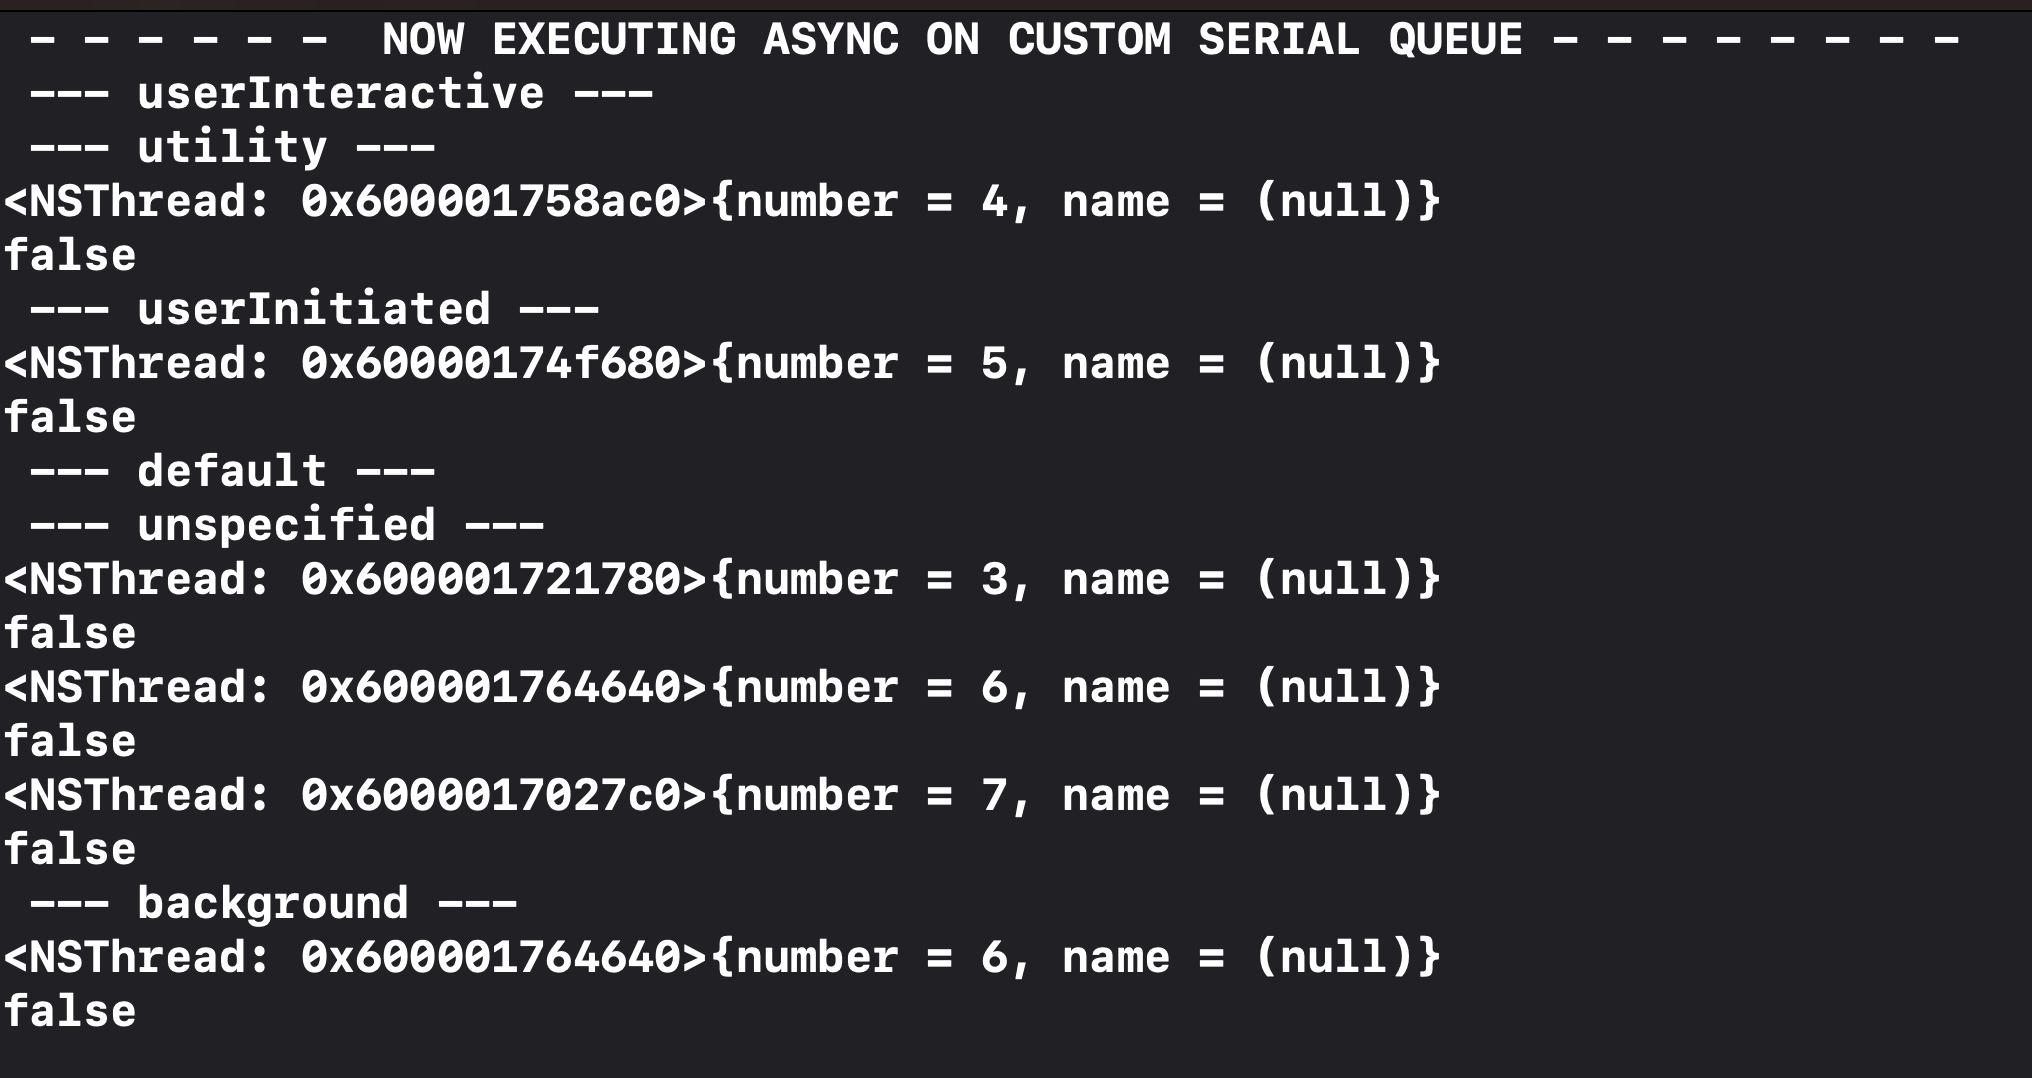 - - - - - -  NOW EXECUTING ASYNC ON CUSTOM SERIAL QUEUE - - - - - - - -
--- userInteractive ---
--- utility ---
<NSThread: 0x600001758ac0>{number = 4, name = (null)}
false
--- userInitiated ---
<NSThread: 0x60000174f680>{number = 5, name = (null)}
false
--- default ---
--- unspecified ---
<NSThread: 0x600001721780>{number = 3, name = (null)}
false
<NSThread: 0x600001764640>{number = 6, name = (null)}
false
<NSThread: 0x6000017027c0>{number = 7, name = (null)}
false
--- background ---
<NSThread: 0x600001764640>{number = 6, name = (null)}
false